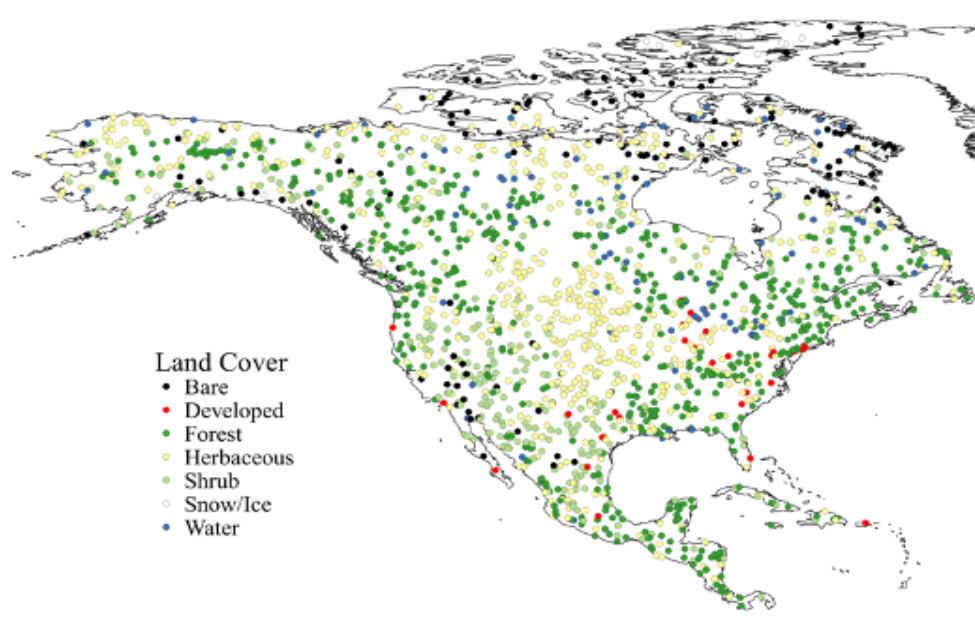 Land Cover
Bare
Developed
Forest
Herbaceous
Shrub
Snow/Ice
Water